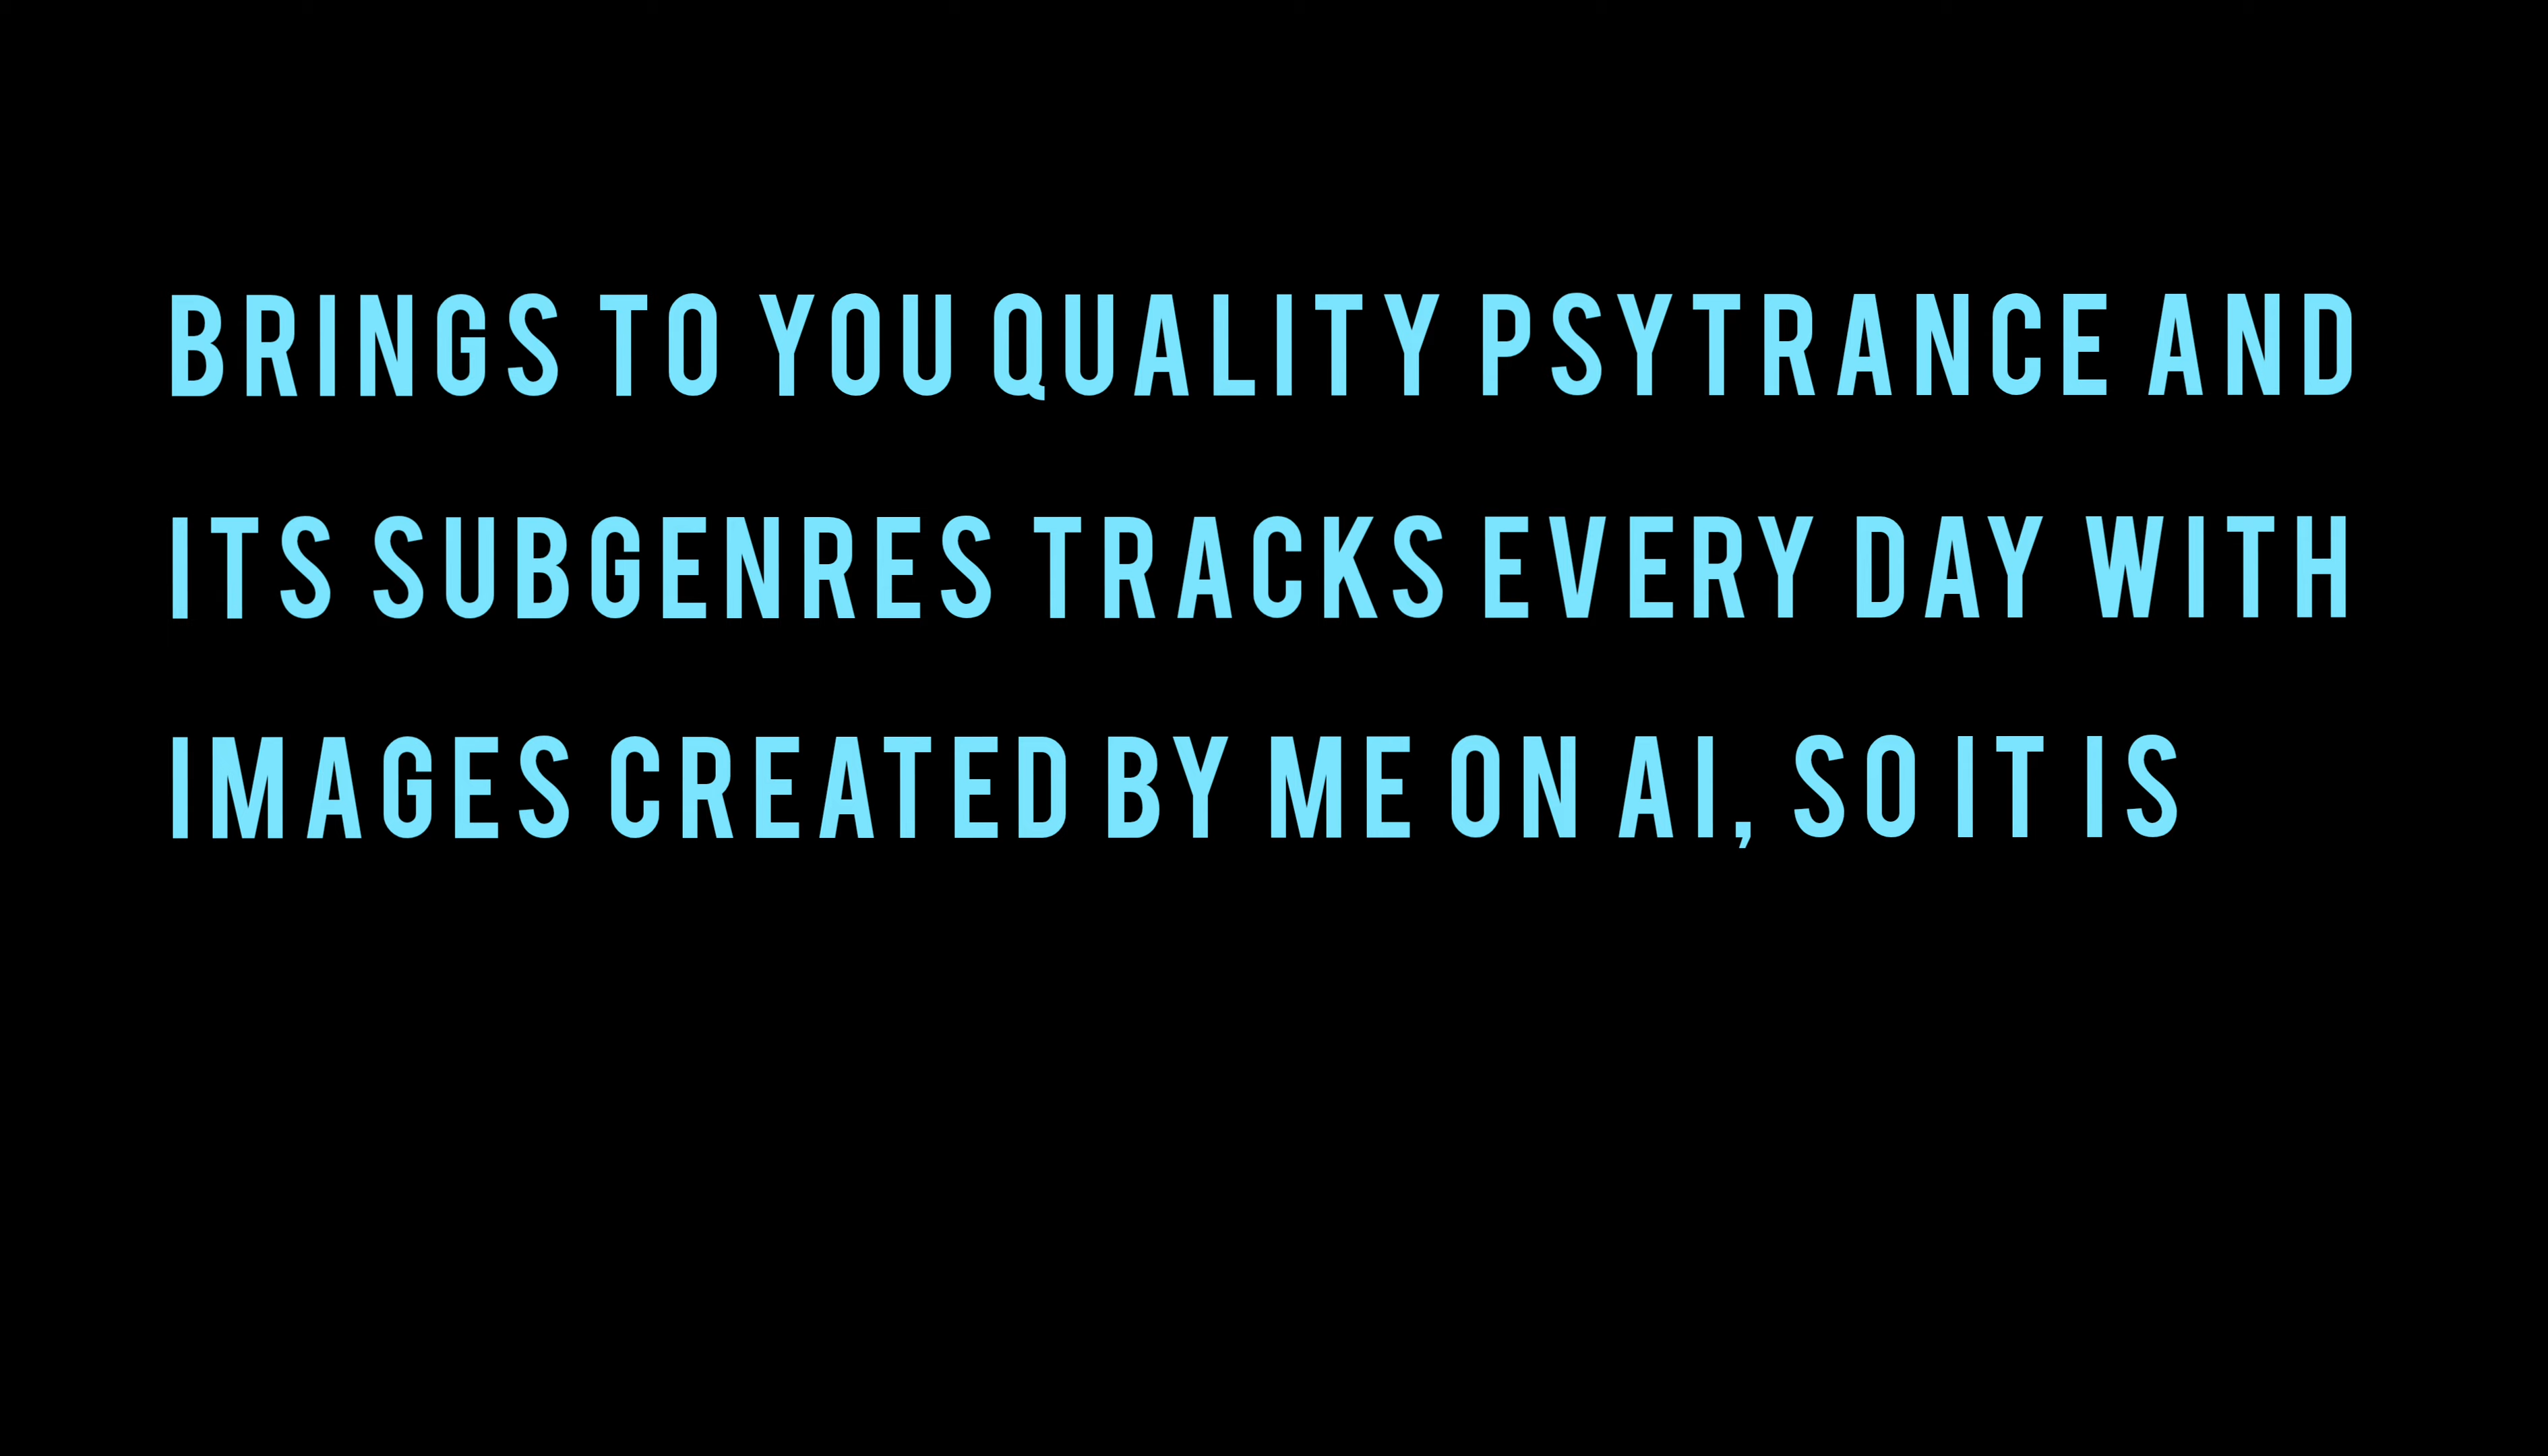 BRINGS TO YOU QUALITY PSYTRANCE AND
ITS SUBGENRES TRACKS EVERY DAY WITH
IMAGES CREATED BY ME ON AI, SO IT IS